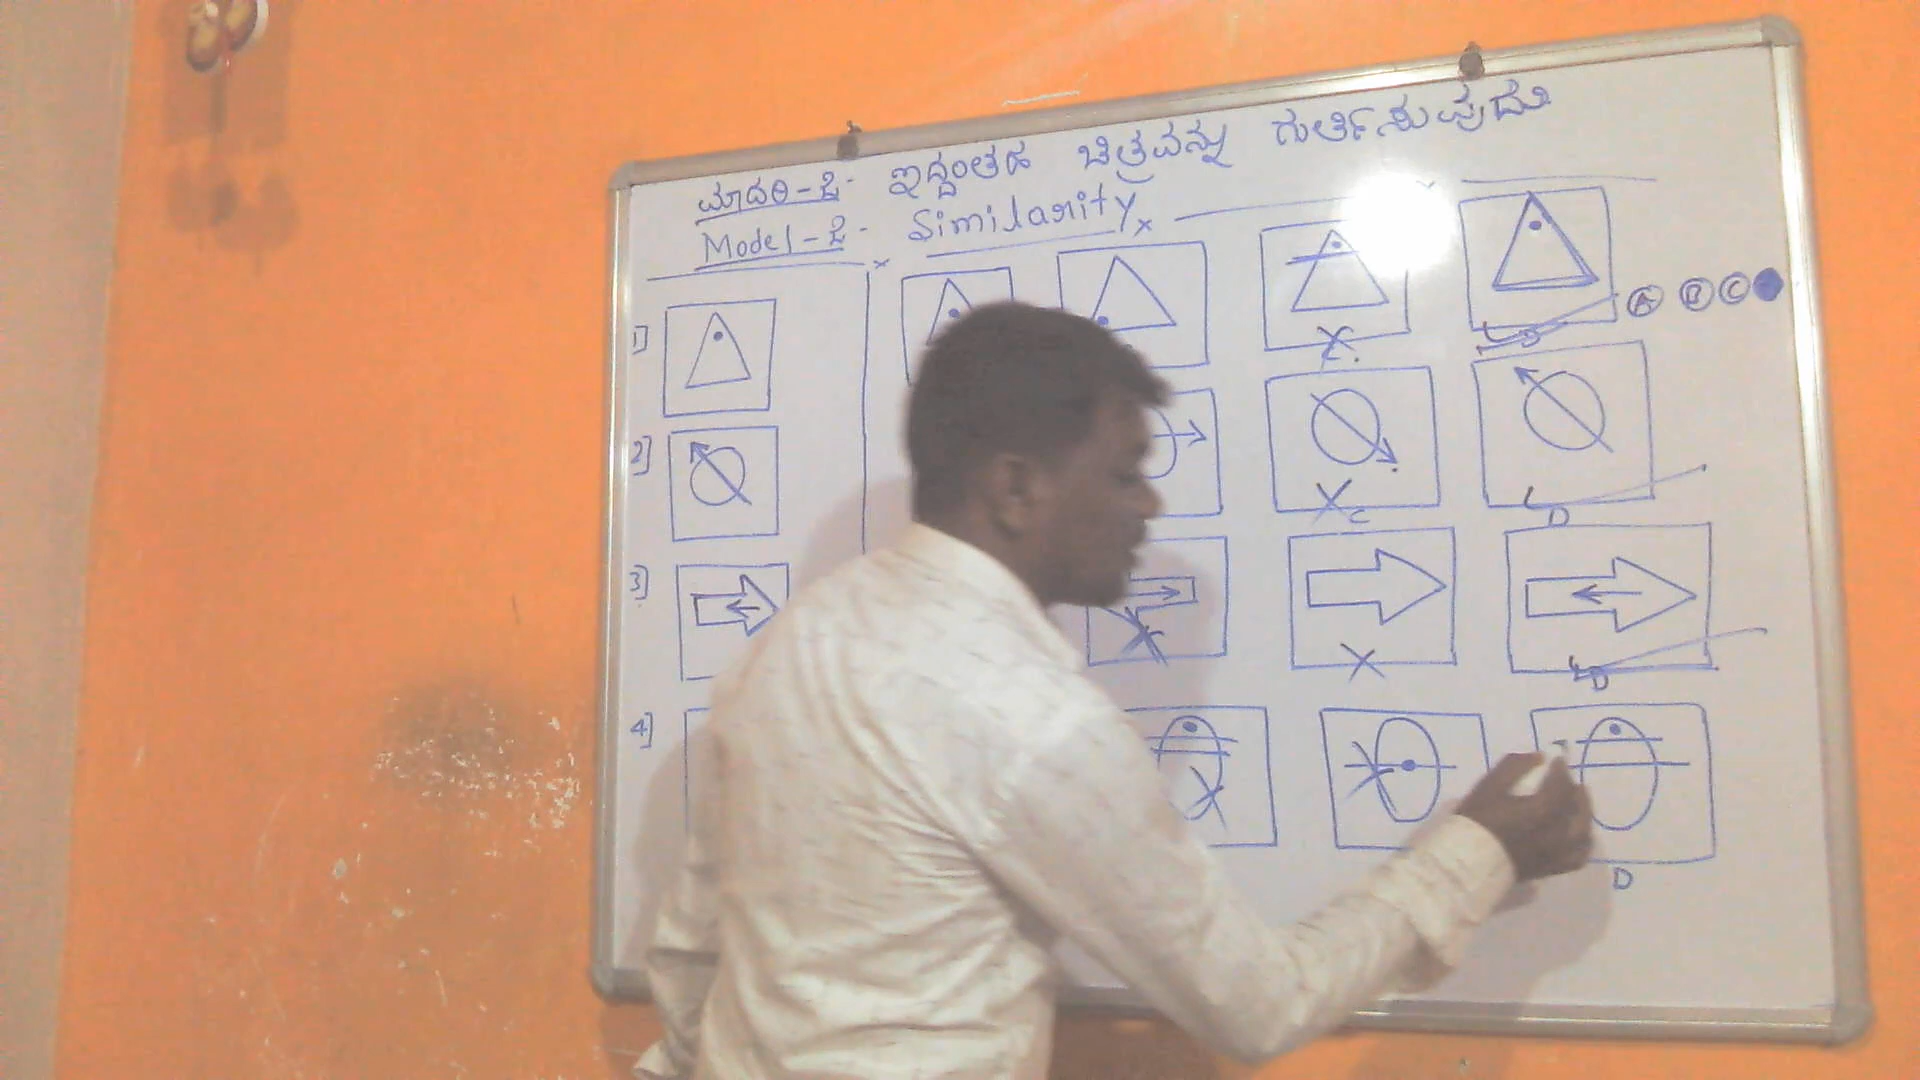 ಮಾದರಿ-೭. ಇದ್ದಂತಹ ಚಿತ್ರವನ್ನು ಗುರ್ತಿಸುವುದು
Model-೭. Similarity
1]
D
A B C
2]
C
D
3]
D
4]
D